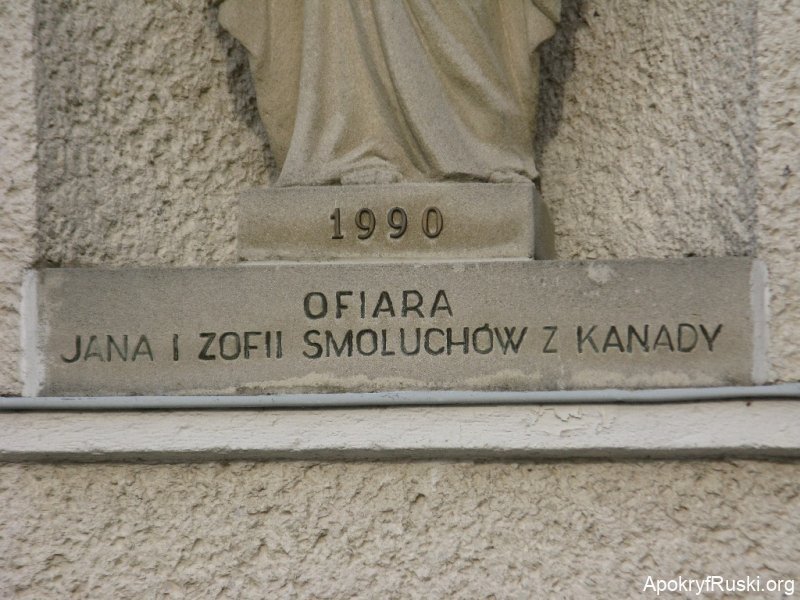 1990
OFIARA
JANA I ZOFII SMOLUCHÓW Z KANADY
ApokryfRuski.org